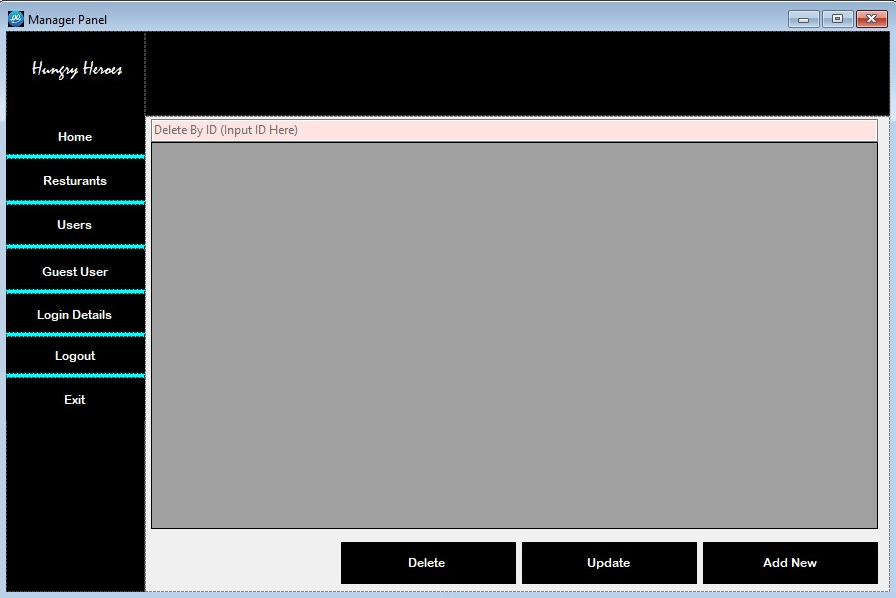 Manager Panel
Hungry Heroes
Home
Resturants
Users
Guest User
Login Details
Logout
Exit
Delete By ID (Input ID Here)
Delete
Update
Add New